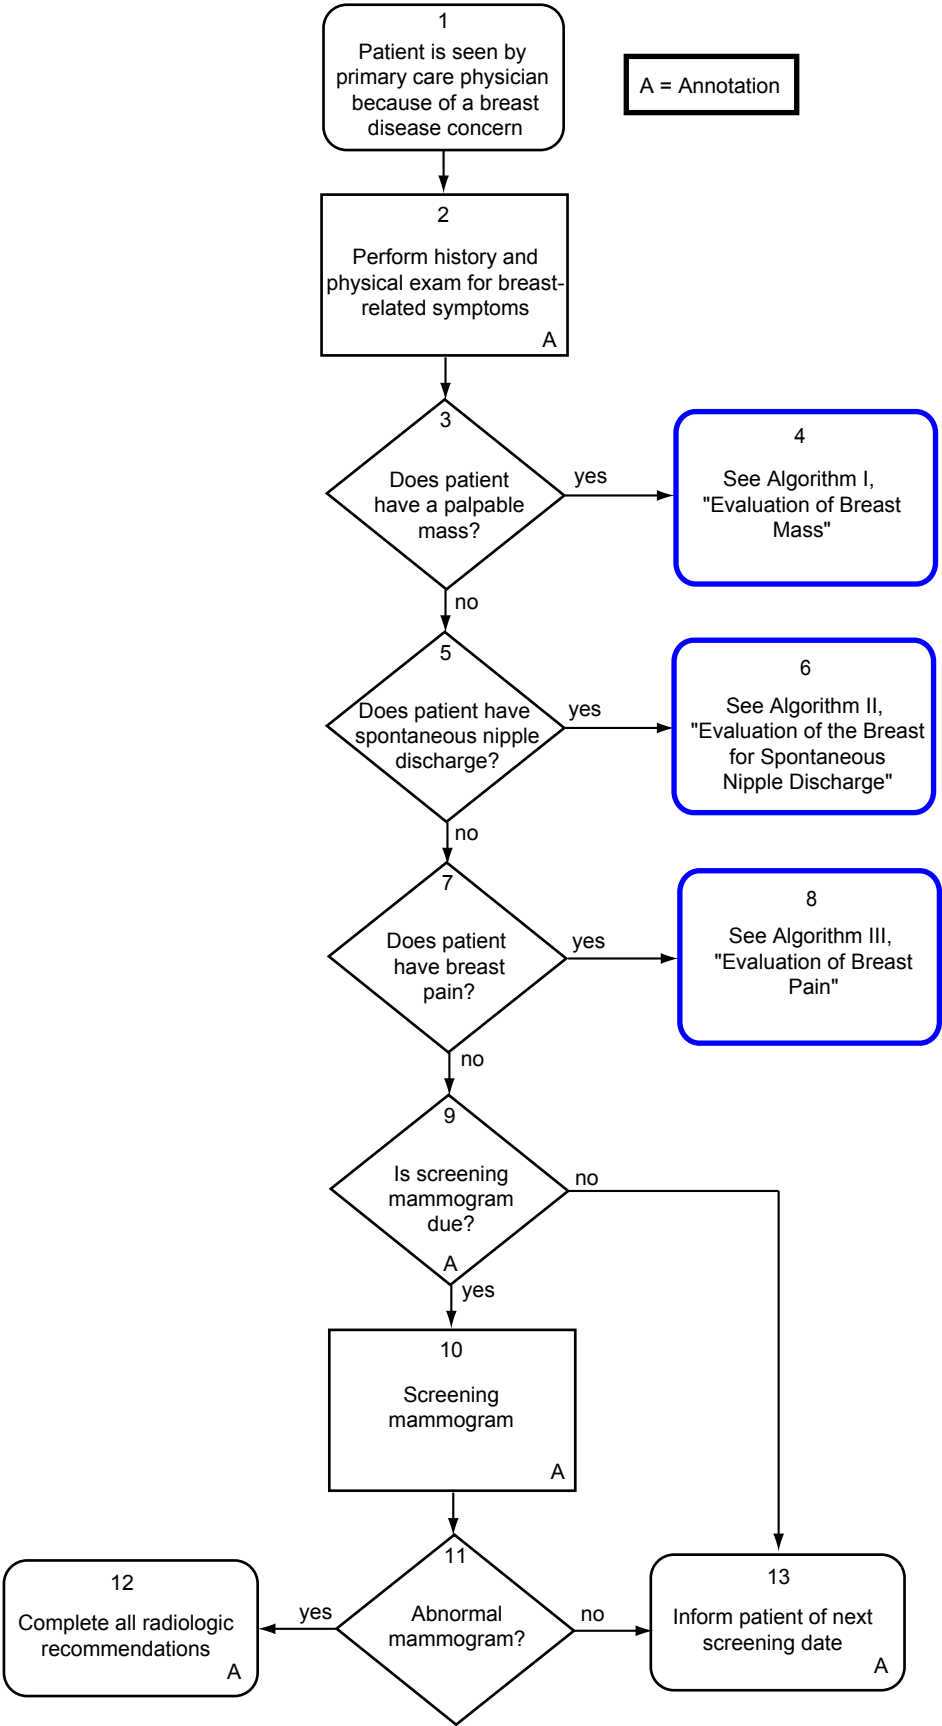 1
Patient is seen by
primary care physician
because of a breast
disease concern
A = Annotation
2
Perform history and
physical exam for breast-
related symptoms
A
3
Does patient
have a palpable
mass?
yes
4
See Algorithm I,
"Evaluation of Breast
Mass"
no
5
Does patient have
spontaneous nipple
discharge?
yes
6
See Algorithm II,
"Evaluation of the Breast
for Spontaneous
Nipple Discharge"
no
7
Does patient
have breast
pain?
yes
8
See Algorithm III,
"Evaluation of Breast
Pain"
no
9
Is screening
mammogram
due?
A
no
yes
10
Screening
mammogram
A
11
Abnormal
mammogram?
yes
12
Complete all radiologic
recommendations
A
no
13
Inform patient of next
screening date
A